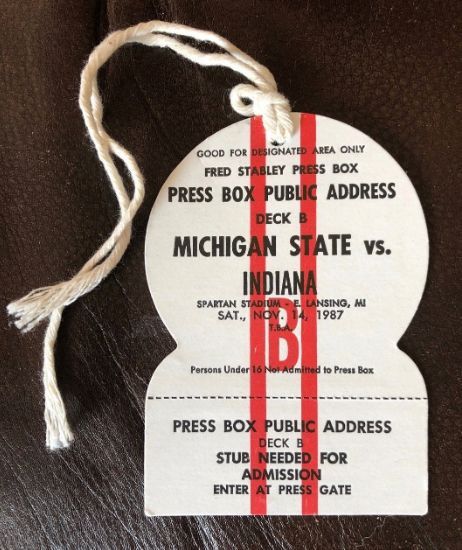 GOOD FOR DESIGNATED AREA ONLY
FRED STABLEY PRESS BOX
PRESS BOX PUBLIC ADDRESS
DECK B
MICHIGAN STATE vs.
INDIANA
SPARTAN STADIUM - E. LANSING, MI
SAT., NOV. 14, 1987
T.B.A.
B
Persons Under 16 Not Admitted to Press Box
PRESS BOX PUBLIC ADDRESS
DECK B
STUB NEEDED FOR
ADMISSION
ENTER AT PRESS GATE